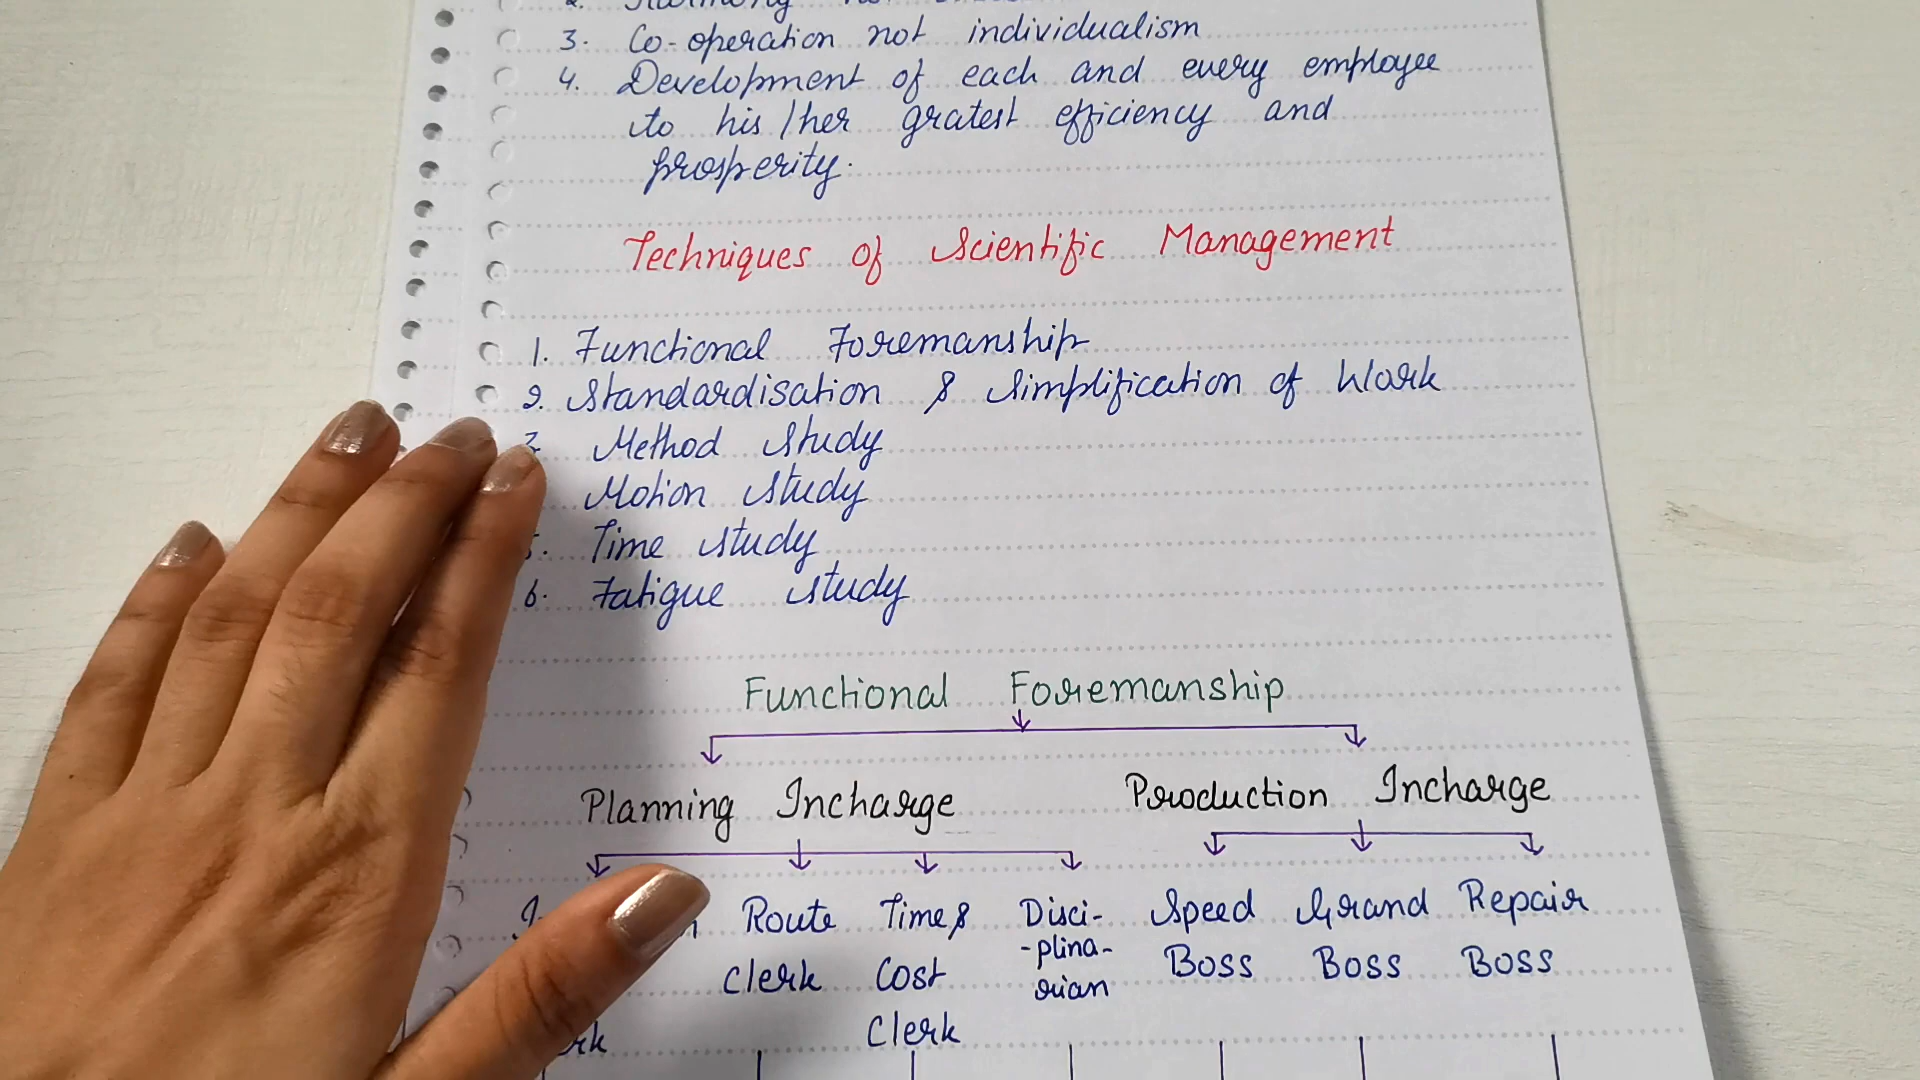 3. Co-operation not individualism
4. Development of each and every employee
to his/her gratest efficiency and
prosperity.
Techniques of Scientific Management
1. Functional Foremanship
2. Standardisation & Simplification of Work
Method Study
Motion Study
5. Time study
6. Fatigue study
Functional Foremanship
Planning Incharge Production Incharge
Route Time & Disci- Speed Grand Repair
-plina-
Clerk Cost rian Boss Boss Boss
Clerk